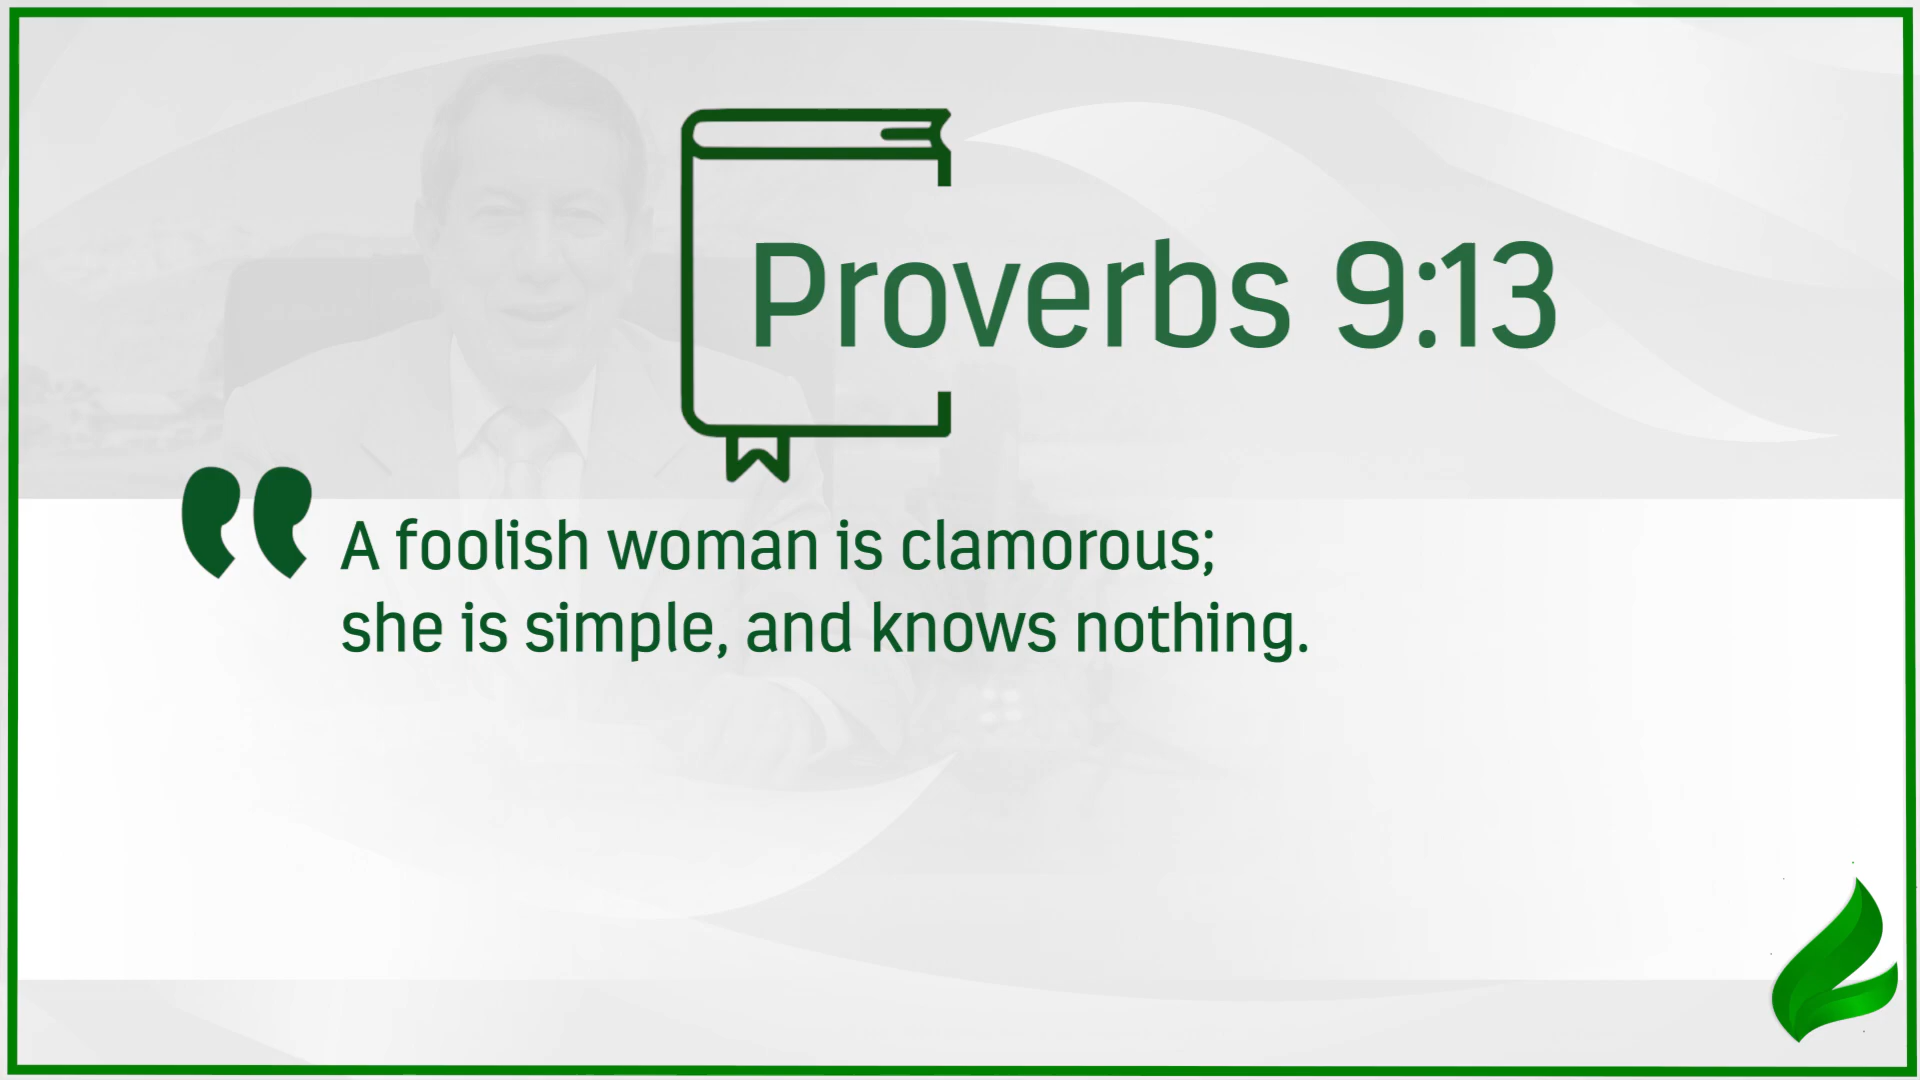 Proverbs 9:13
A foolish woman is clamorous;
she is simple, and knows nothing.